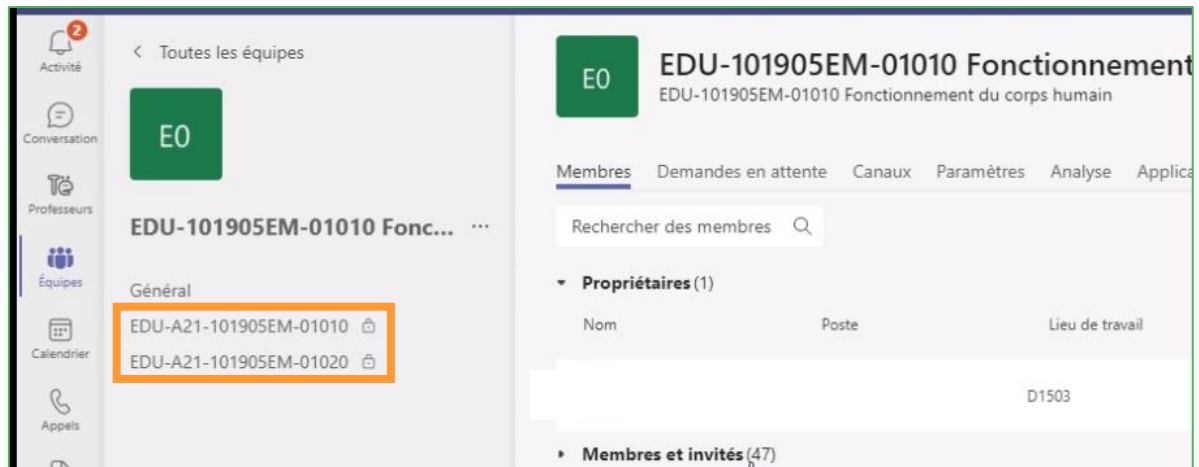 2
Activité
Conversation
Professeurs
Équipes
Calendrier
Appels
< Toutes les équipes
E0
EDU-101905EM-01010 Fonc... ...
Général
EDU-A21-101905EM-01010
EDU-A21-101905EM-01020
E0
EDU-101905EM-01010 Fonctionnement
EDU-101905EM-01010 Fonctionnement du corps humain
Membres Demandes en attente Canaux Paramètres Analyse Applica
Rechercher des membres
Propriétaires (1)
Nom Poste Lieu de travail
D1503
Membres et invités (47)